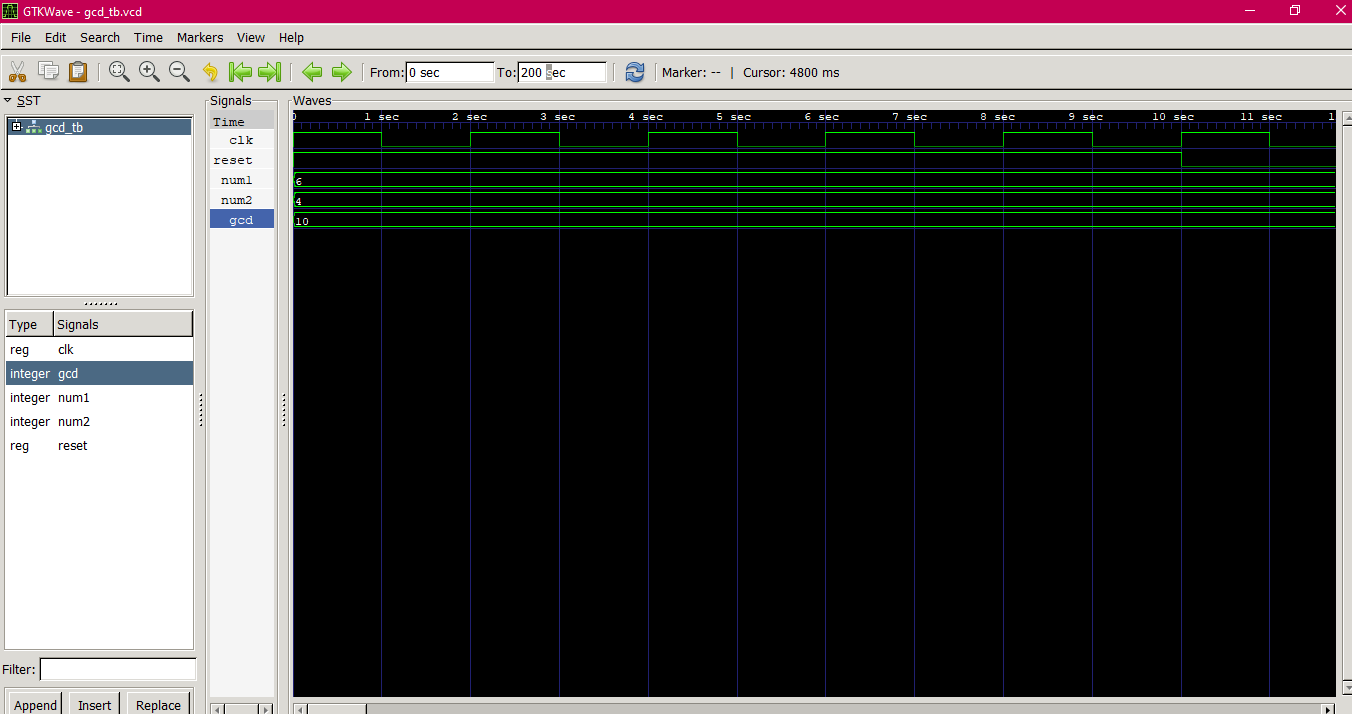 GTKWave - gcd_tb.vcd
File Edit Search Time Markers View Help
From: 0 sec To: 200 sec Marker: -- | Cursor: 4800 ms
SST
gcd_tb
Type Signals
reg clk
integer gcd
integer num1
integer num2
reg reset
Filter:
Append Insert Replace
Signals
Time
clk
reset
num1
num2
gcd
Waves
0 1 sec 2 sec 3 sec 4 sec 5 sec 6 sec 7 sec 8 sec 9 sec 10 sec 11 sec 1
6
4
10